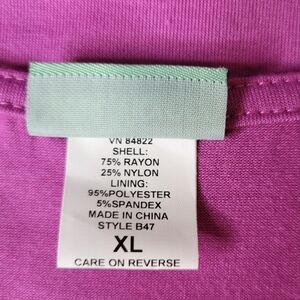 VN 84822
SHELL:
75% RAYON
25% NYLON
LINING:
95%POLYESTER
5%SPANDEX
MADE IN CHINA
STYLE B47
XL
CARE ON REVERSE